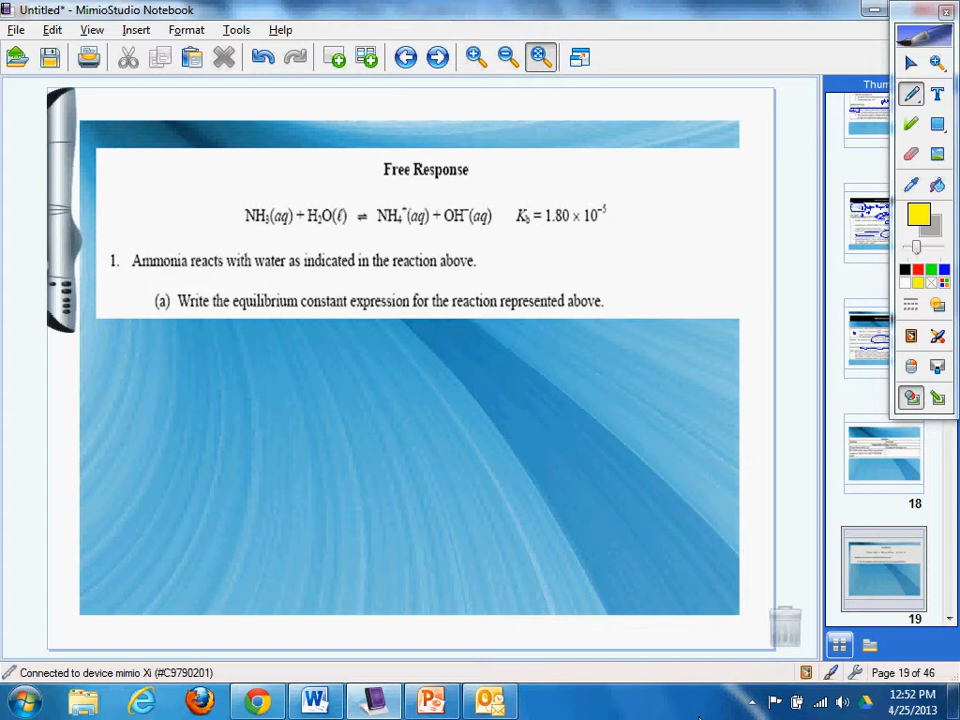 Untitled* - MimioStudio Notebook
File Edit View Insert Format Tools Help
Thum
Free Response
NH₃(aq) + H₂O(ℓ) ⇌ NH₄⁺(aq) + OH⁻(aq) K_b = 1.80 × 10⁻⁵
1. Ammonia reacts with water as indicated in the reaction above.
(a) Write the equilibrium constant expression for the reaction represented above.
18
19
Connected to device mimio Xi (#C9790201)
Page 19 of 46
12:52 PM
4/25/2013